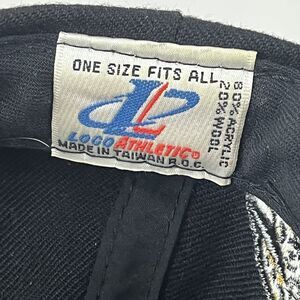 ONE SIZE FITS ALL
LOGO ATHLETIC®
MADE IN TAIWAN R.O.C.
80% ACRYLIC
20% WOOL